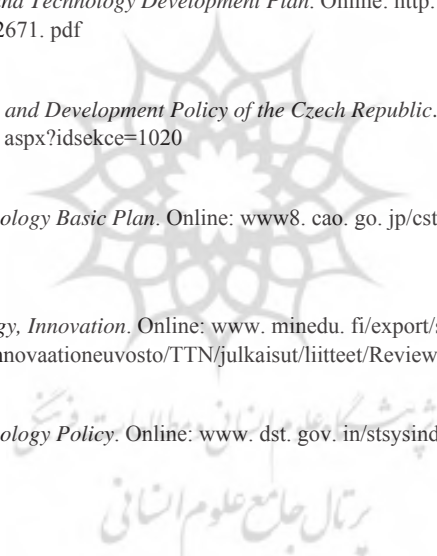 and Technology Development Plan. Online: http.
2671. pdf
and Development Policy of the Czech Republic.
aspx?idsekce=1020
ology Basic Plan. Online: www8. cao. go. jp/cst
gy, Innovation. Online: www. minedu. fi/export/s
nnovaationeuvosto/TTN/julkaisut/liitteet/Review
پژوهشگاه علوم انسانی و مطالعات فرهنگی
ology Policy. Online: www. dst. gov. in/stsysind
پرتال جامع علوم انسانی